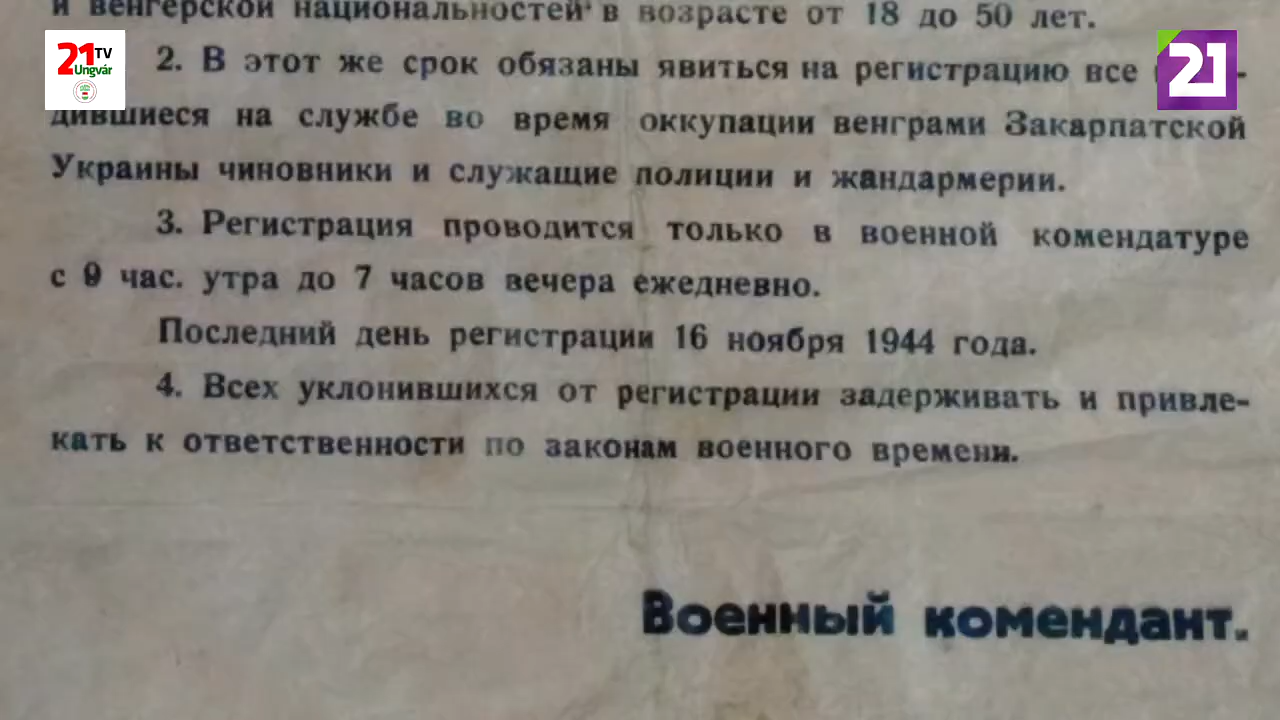 и венгерской национальностей в возрасте от 18 до 50 лет.
21 TV Ungvár
21
2. В этот же срок обязаны явиться на регистрацию все
дившиеся на службе во время оккупации венграми Закарпатской
Украины чиновники и служащие полиции и жандармерии.
3. Регистрация проводится только в военной комендатуре
с 9 час. утра до 7 часов вечера ежедневно.
Последний день регистрации 16 ноября 1944 года.
4. Всех уклонившихся от регистрации задерживать и привле-
кать к ответственности по законам военного времени.
Военный комендант.